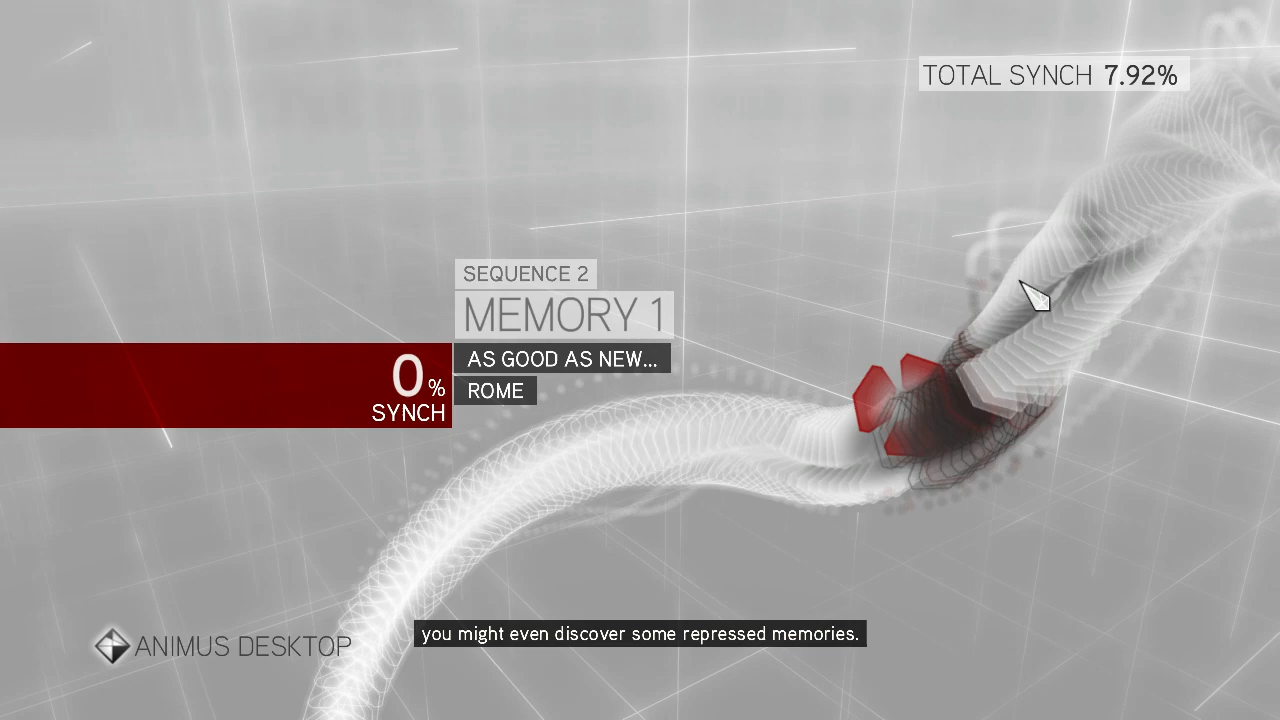 TOTAL SYNCH 7.92%
SEQUENCE 2
MEMORY 1
AS GOOD AS NEW...
ROME
0%
SYNCH
you might even discover some repressed memories.
ANIMUS DESKTOP